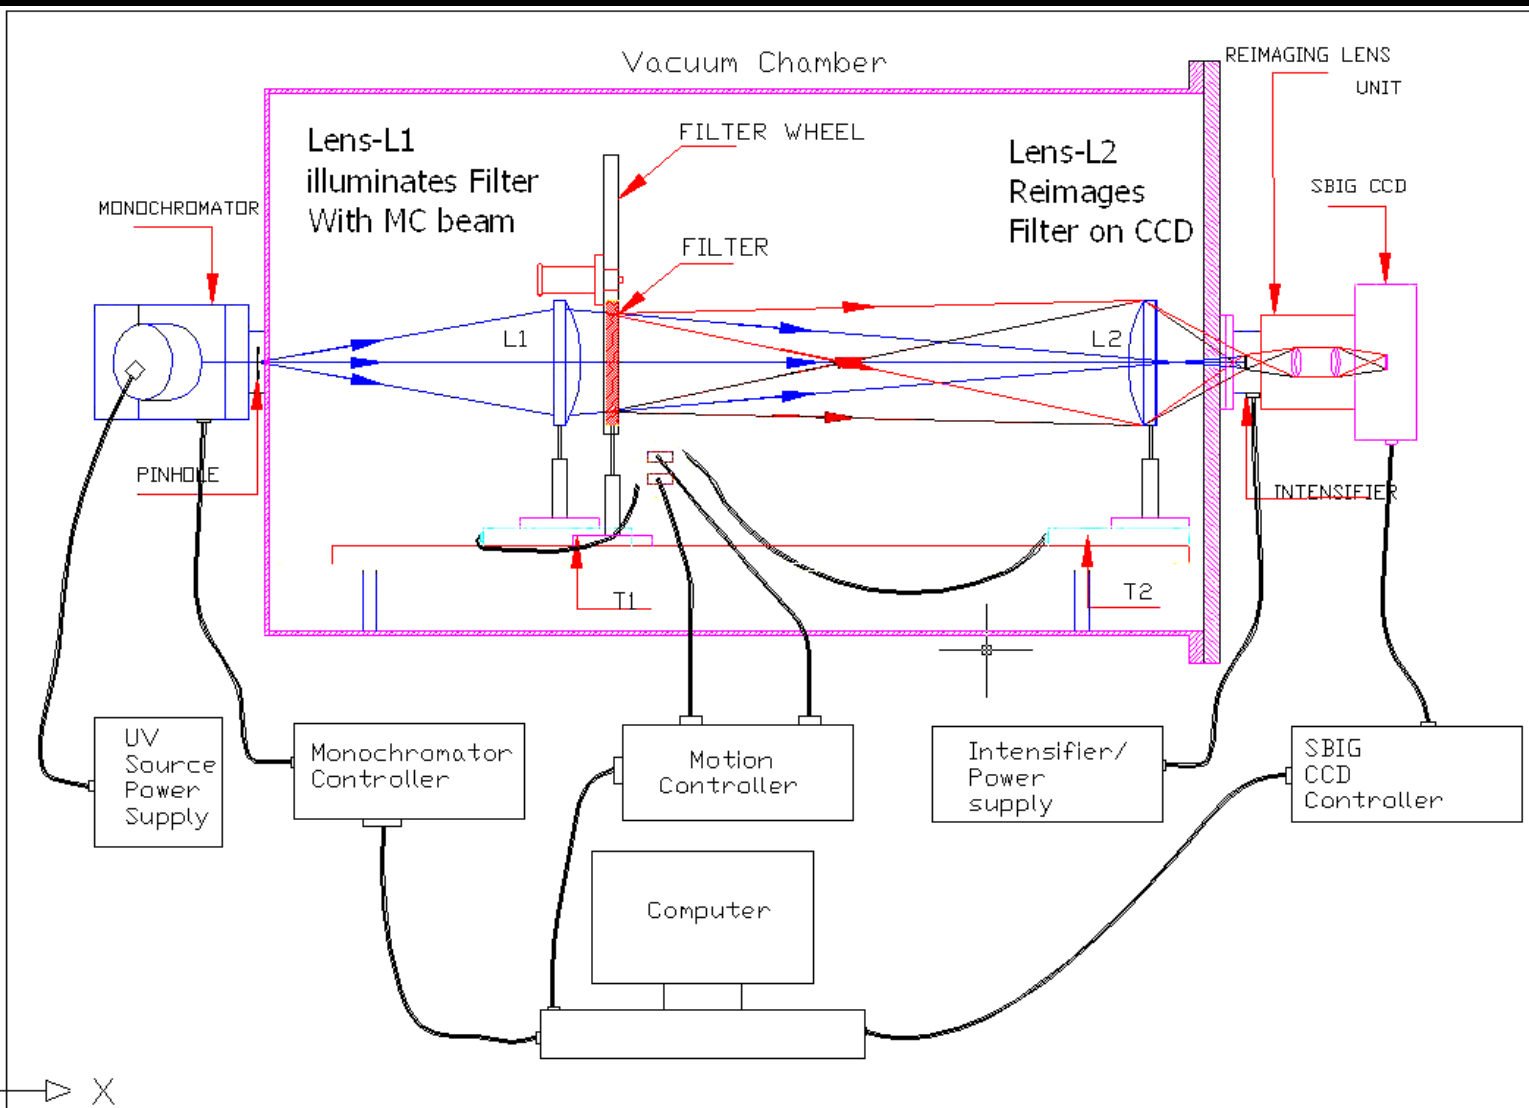 Vacuum Chamber
REIMAGING LENS
UNIT
Lens-L1
illuminates Filter
With MC beam
FILTER WHEEL
Lens-L2
Reimages
Filter on CCD
SBIG CCD
MONOCHROMATOR
FILTER
L1
L2
PINHOLE
INTENSIFIER
T1
T2
UV
Source
Power
Supply
Monochromator
Controller
Motion
Controller
Intensifier/
Power
supply
SBIG
CCD
Controller
Computer
X